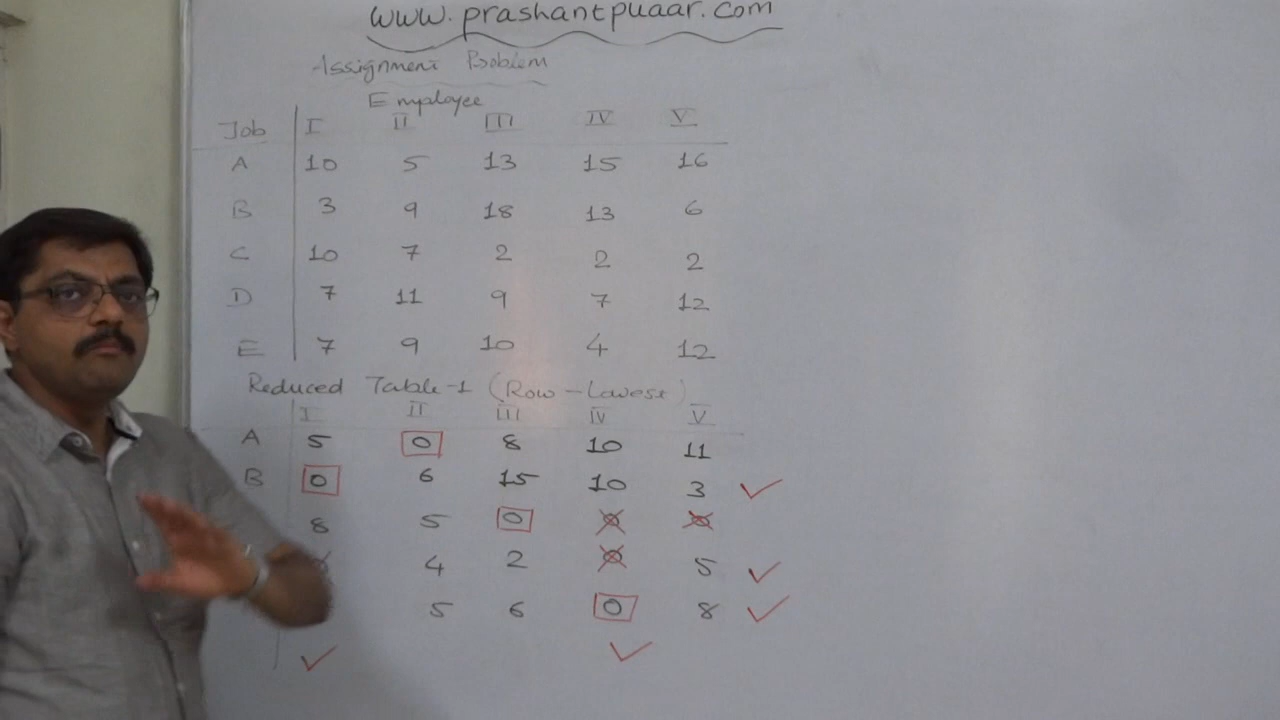 www.prashantpuaar.com
Assignment Problem
Employee
Job I II III IV V
A 10 5 13 15 16
B 3 9 18 13 6
C 10 7 2 2 2
D 7 11 9 7 12
E 7 9 10 4 12
Reduced Table-1 (Row-Lowest)
I II III IV V
A 5 0 8 10 11
B 0 6 15 10 3 ✓
8 5 0 0 0
4 2 0 5 ✓
5 6 0 8 ✓
✓ ✓